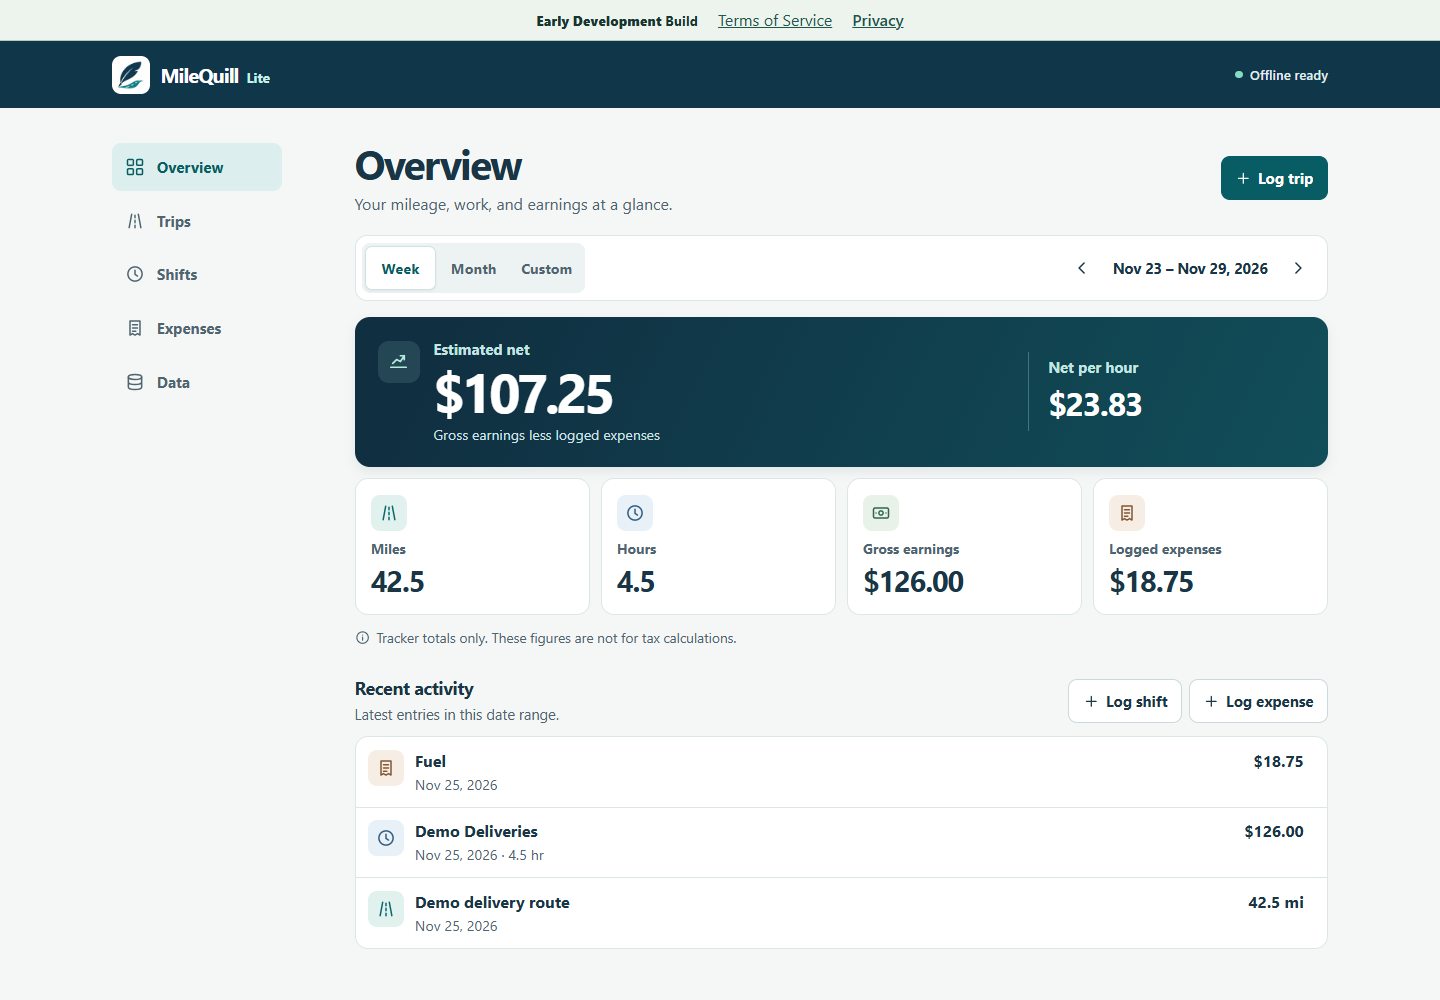 Early Development Build Terms of Service Privacy
MileQuill Lite
Offline ready
Overview
Trips
Shifts
Expenses
Data
Overview
Your mileage, work, and earnings at a glance.
+ Log trip
Week Month Custom
Nov 23 – Nov 29, 2026
Estimated net
$107.25
Gross earnings less logged expenses
Net per hour
$23.83
Miles
42.5
Hours
4.5
Gross earnings
$126.00
Logged expenses
$18.75
Tracker totals only. These figures are not for tax calculations.
Recent activity
Latest entries in this date range.
+ Log shift
+ Log expense
Fuel
Nov 25, 2026
$18.75
Demo Deliveries
Nov 25, 2026 · 4.5 hr
$126.00
Demo delivery route
Nov 25, 2026
42.5 mi